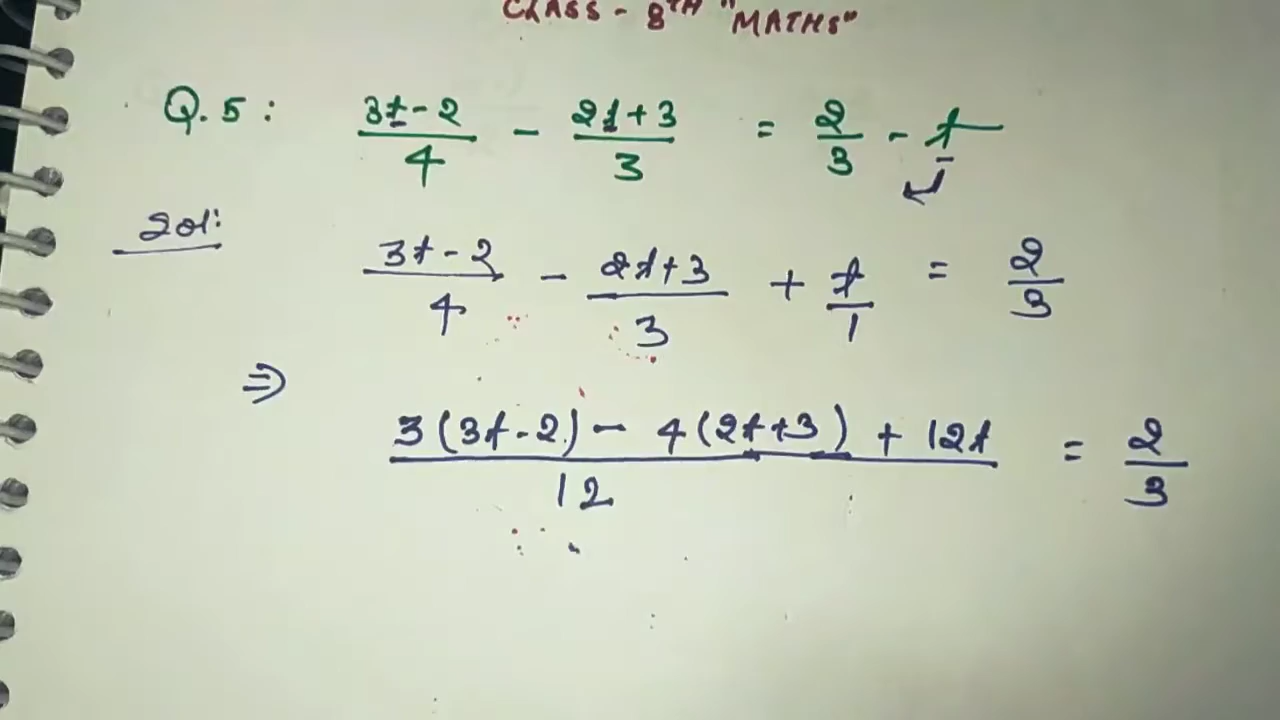 CLASS - 8TH "MATHS"
Q.5: (3t-2)/4 - (2t+3)/3 = 2/3 - t
Sol: (3t-2)/4 - (2t+3)/3 + t/1 = 2/3
⇒ (3(3t-2) - 4(2t+3) + 12t)/12 = 2/3